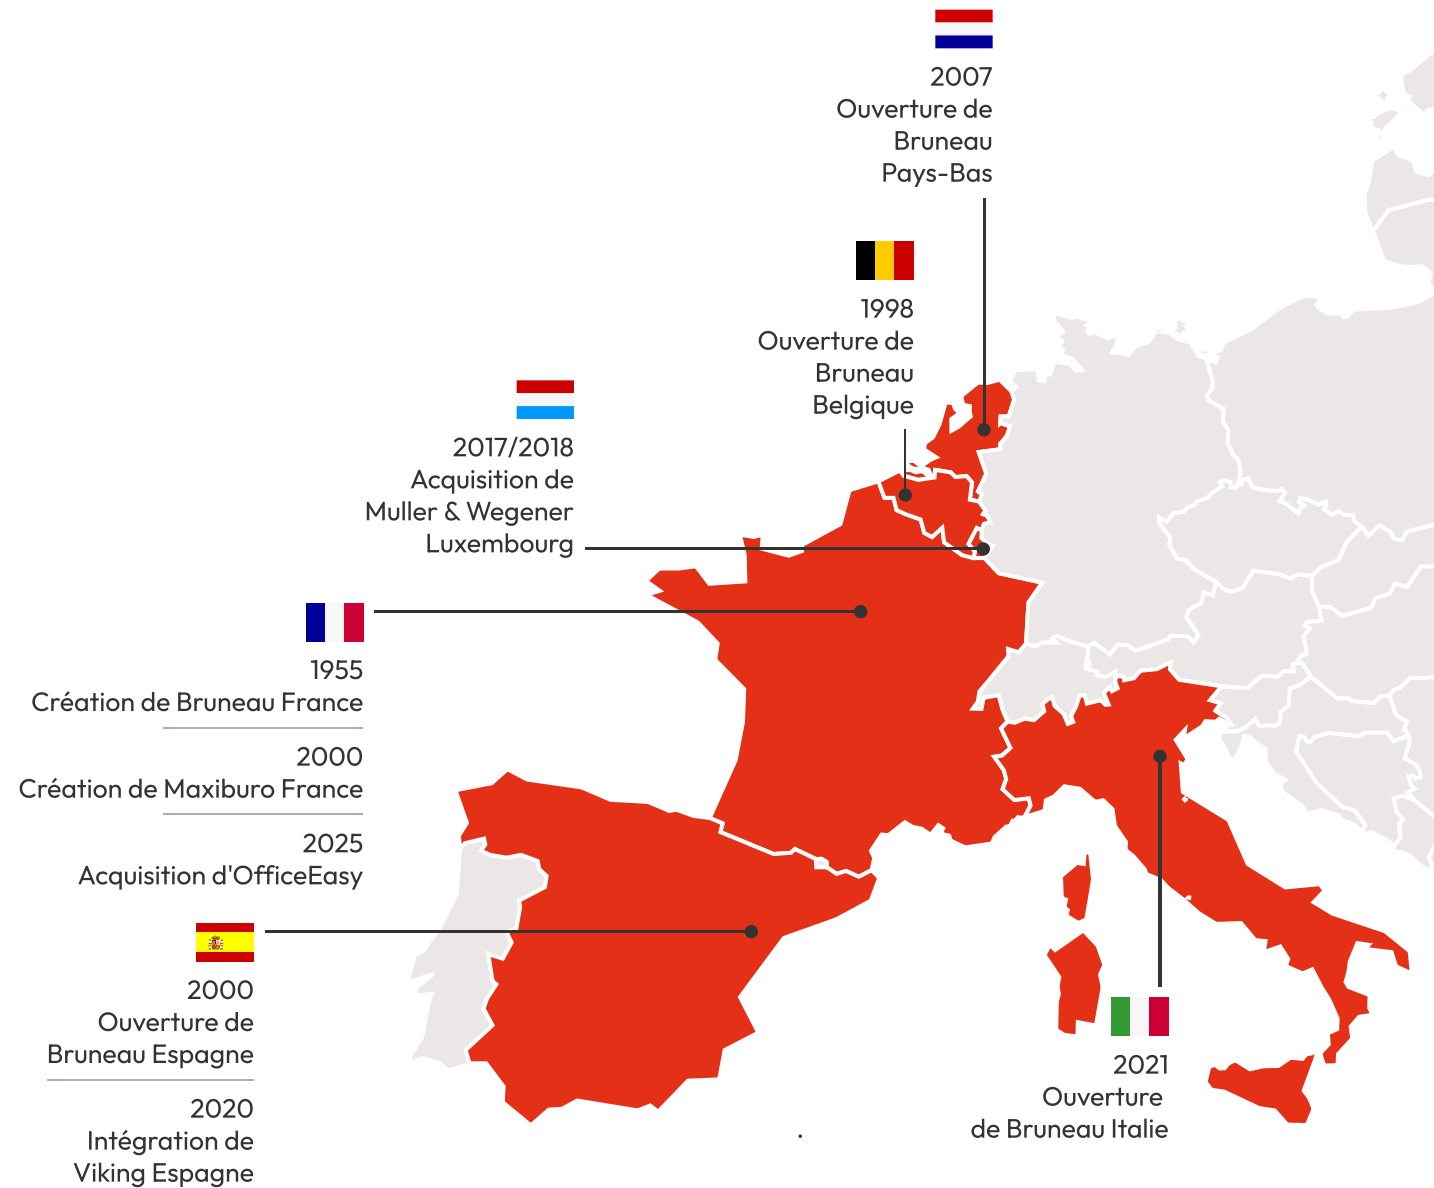 2007
Ouverture de
Bruneau
Pays-Bas
1998
Ouverture de
Bruneau
Belgique
2017/2018
Acquisition de
Muller & Wegener
Luxembourg
1955
Création de Bruneau France
2000
Création de Maxiburo France
2025
Acquisition d'OfficeEasy
2000
Ouverture de
Bruneau Espagne
2020
Intégration de
Viking Espagne
2021
Ouverture
de Bruneau Italie
.